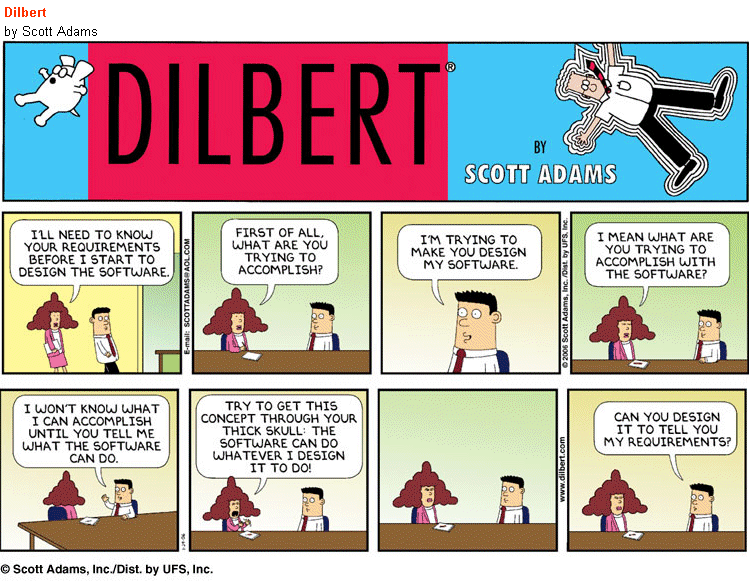 Dilbert
by Scott Adams
DILBERT®
BY
SCOTT ADAMS
I'LL NEED TO KNOW
YOUR REQUIREMENTS
BEFORE I START TO
DESIGN THE SOFTWARE.
E-mail: SCOTTADAMS@AOL.COM
FIRST OF ALL,
WHAT ARE YOU
TRYING TO
ACCOMPLISH?
I'M TRYING TO
MAKE YOU DESIGN
MY SOFTWARE.
© 2006 Scott Adams, Inc./Dist. by UFS, Inc.
I MEAN WHAT ARE
YOU TRYING TO
ACCOMPLISH WITH
THE SOFTWARE?
I WON'T KNOW WHAT
I CAN ACCOMPLISH
UNTIL YOU TELL ME
WHAT THE SOFTWARE
CAN DO.
TRY TO GET THIS
CONCEPT THROUGH YOUR
THICK SKULL: THE
SOFTWARE CAN DO
WHATEVER I DESIGN
IT TO DO!
www.dilbert.com
CAN YOU DESIGN
IT TO TELL YOU
MY REQUIREMENTS?
© Scott Adams, Inc./Dist. by UFS, Inc.